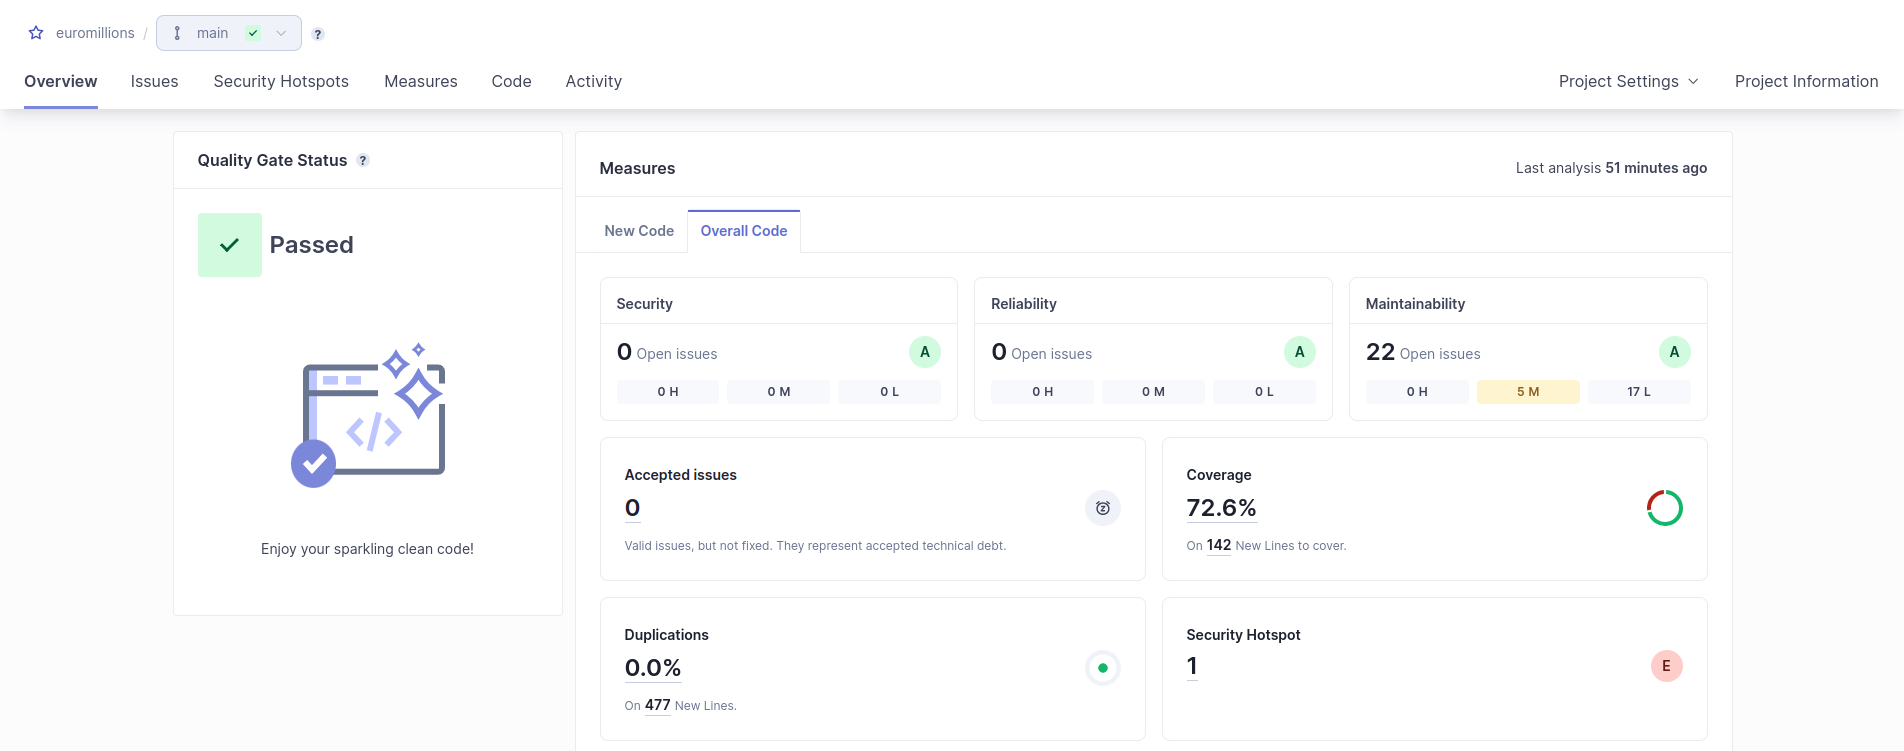 euromillions / main ?
Overview Issues Security Hotspots Measures Code Activity Project Settings Project Information
Quality Gate Status ?
Passed
Enjoy your sparkling clean code!
Measures Last analysis 51 minutes ago
New Code Overall Code
Security
0 Open issues A
0 H 0 M 0 L
Reliability
0 Open issues A
0 H 0 M 0 L
Maintainability
22 Open issues A
0 H 5 M 17 L
Accepted issues
0
Valid issues, but not fixed. They represent accepted technical debt.
Coverage
72.6%
On 142 New Lines to cover.
Duplications
0.0%
On 477 New Lines.
Security Hotspot
1 E